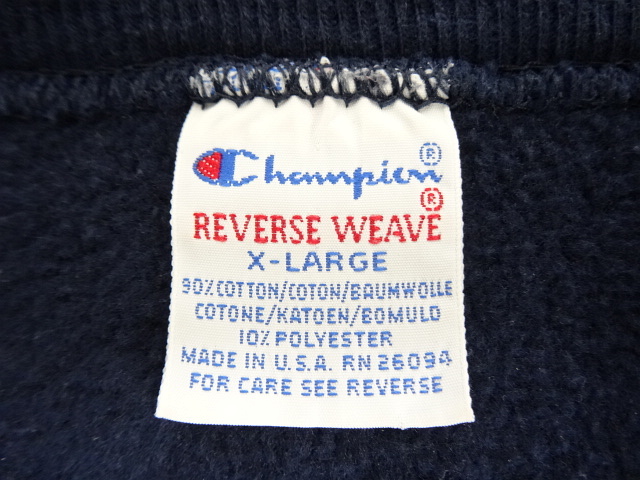 Champion®
REVERSE WEAVE®
X-LARGE
90% COTTON/COTON/BAUMWOLLE
COTONE/KATOEN/BOMULD
10% POLYESTER
MADE IN U.S.A. RN 26094
FOR CARE SEE REVERSE